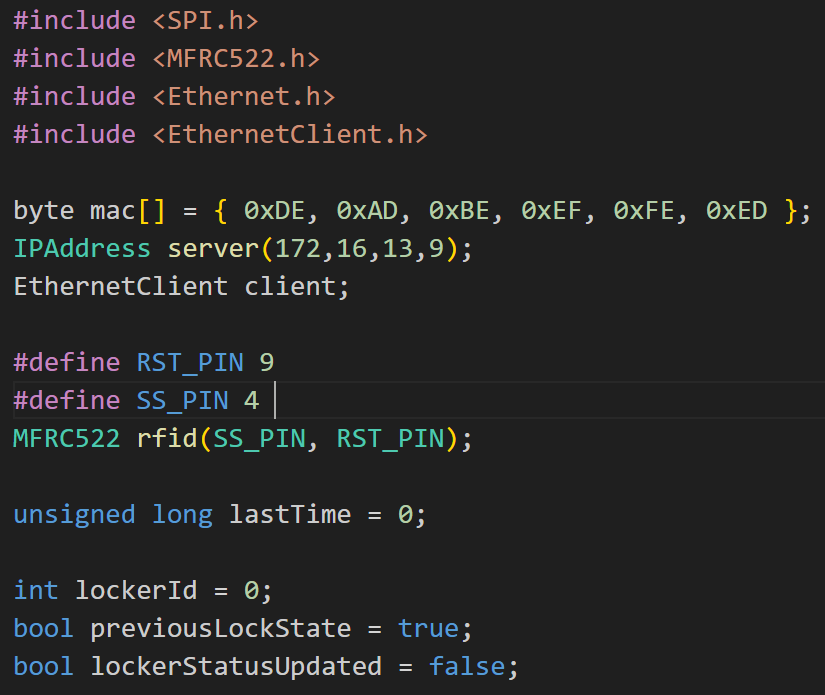 #include <SPI.h>
#include <MFRC522.h>
#include <Ethernet.h>
#include <EthernetClient.h>
byte mac[] = { 0xDE, 0xAD, 0xBE, 0xEF, 0xFE, 0xED };
IPAddress server(172,16,13,9);
EthernetClient client;
#define RST_PIN 9
#define SS_PIN 4
MFRC522 rfid(SS_PIN, RST_PIN);
unsigned long lastTime = 0;
int lockerId = 0;
bool previousLockState = true;
bool lockerStatusUpdated = false;